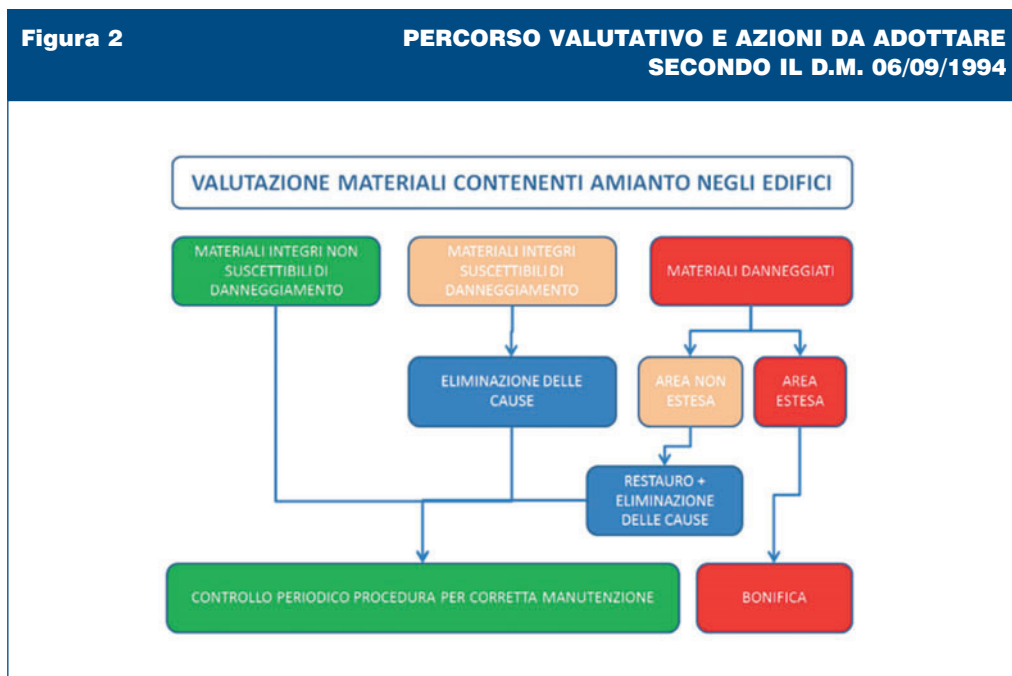 Figura 2
PERCORSO VALUTATIVO E AZIONI DA ADOTTARE
SECONDO IL D.M. 06/09/1994
VALUTAZIONE MATERIALI CONTENENTI AMIANTO NEGLI EDIFICI
MATERIALI INTEGRI NON
SUSCETTIBILI DI
DANNEGGIAMENTO
MATERIALI INTEGRI
SUSCETTIBILI DI
DANNEGGIAMENTO
MATERIALI DANNEGGIATI
ELIMINAZIONE DELLE
CAUSE
AREA NON
ESTESA
AREA
ESTESA
RESTAURO +
ELIMINAZIONE
DELLE CAUSE
CONTROLLO PERIODICO PROCEDURA PER CORRETTA MANUTENZIONE
BONIFICA